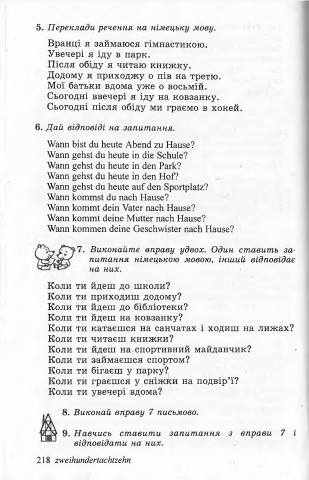 5. Переклади речення на німецьку мову.
Вранці я займаюся гімнастикою.
Увечері я іду в парк.
Після обіду я читаю книжку.
Додому я приходжу о пів на третю.
Мої батьки вдома уже о восьмій.
Сьогодні ввечері я іду на ковзанку.
Сьогодні після обіду ми граємо в хокей.
6. Дай відповіді на запитання.
Wann bist du heute Abend zu Hause?
Wann gehst du heute in die Schule?
Wann gehst du heute in den Park?
Wann gehst du heute in den Hof?
Wann gehst du heute auf den Sportplatz?
Wann kommst du nach Hause?
Wann kommt dein Vater nach Hause?
Wann kommt deine Mutter nach Hause?
Wann kommen deine Geschwister nach Hause?
7. Виконайте вправу удвох. Один ставить за-
питання німецькою мовою, інший відповідає
на них.
Коли ти йдеш до школи?
Коли ти приходиш додому?
Коли ти йдеш до бібліотеки?
Коли ти йдеш на ковзанку?
Коли ти катаєшся на санчатах і ходиш на лижах?
Коли ти читаєш книжки?
Коли ти йдеш на спортивний майданчик?
Коли ти займаєшся спортом?
Коли ти бігаєш у парку?
Коли ти граєшся у сніжки на подвір'ї?
Коли ти увечері вдома?
8. Виконай вправу 7 письмово.
9. Навчись ставити запитання з вправи 7 і
відповідати на них.
218 zweihundertachtzehn